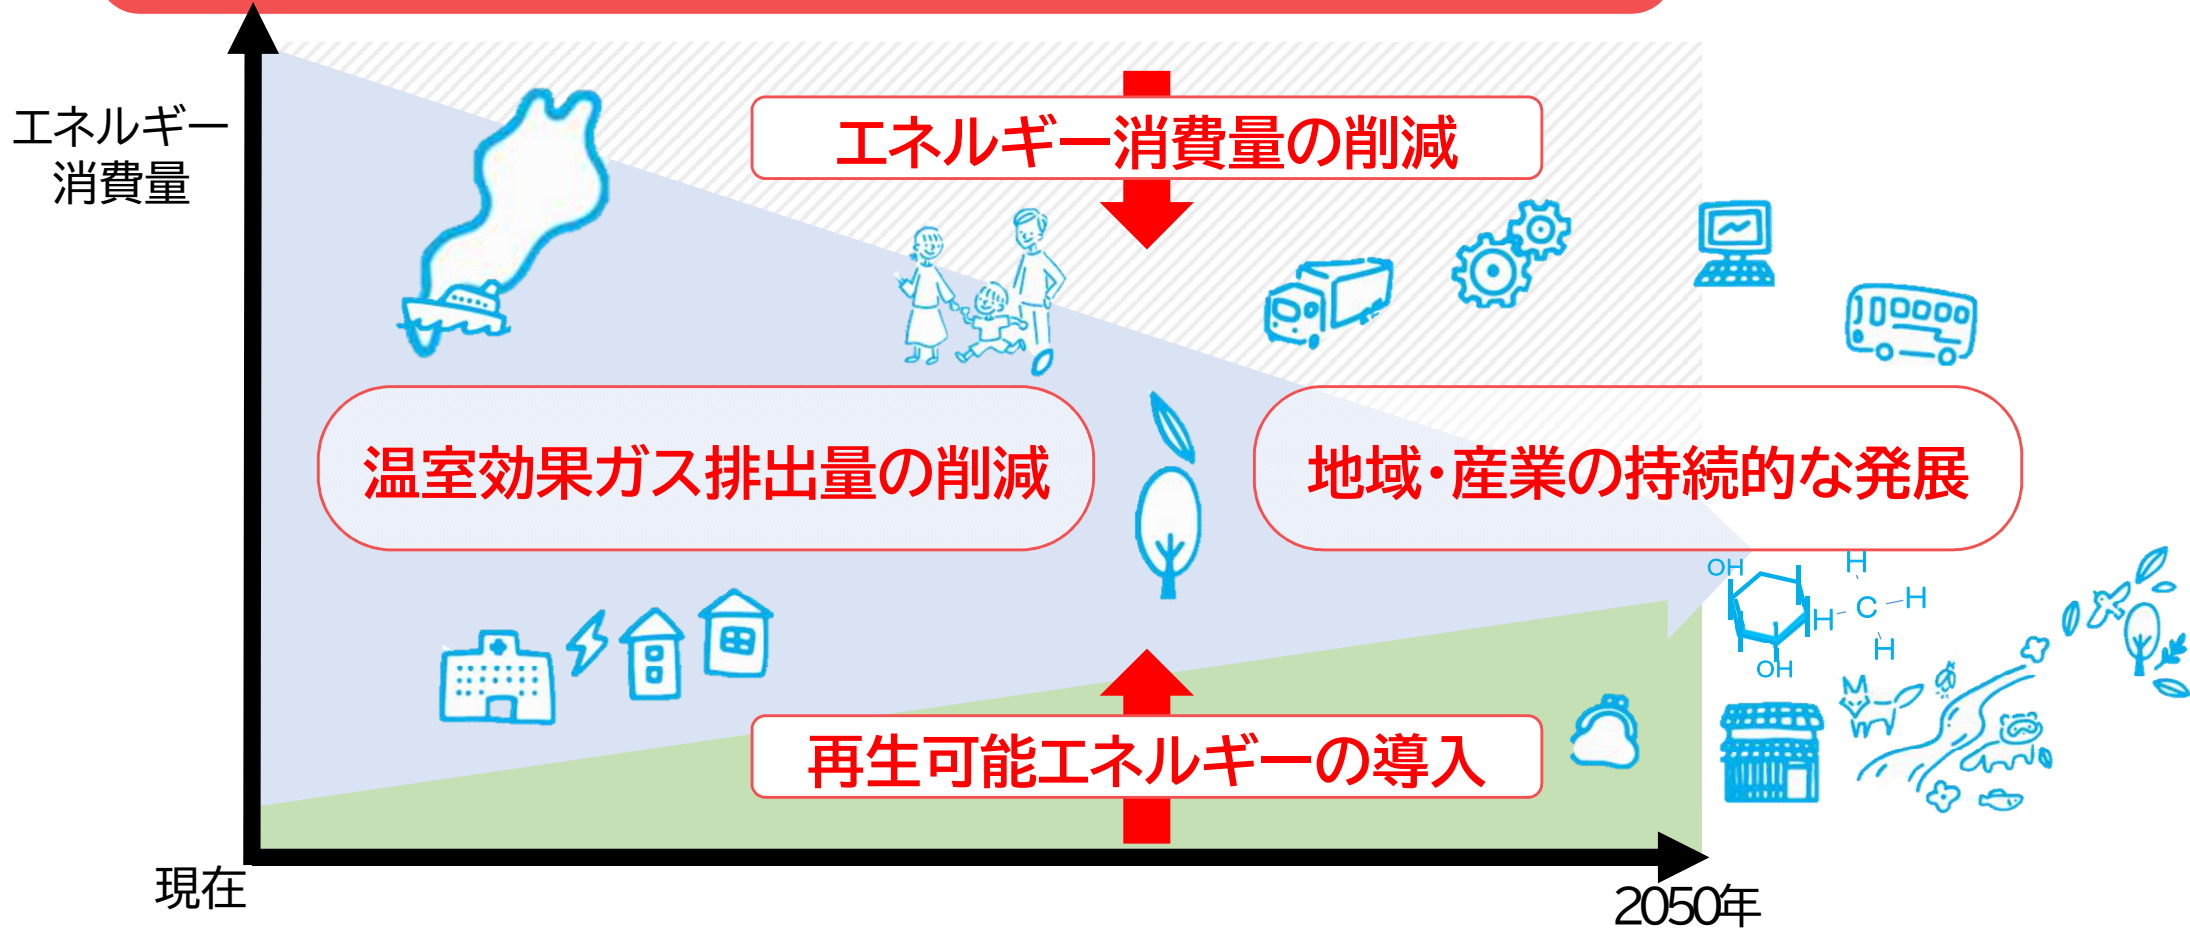 エネルギー
消費量
エネルギー消費量の削減
温室効果ガス排出量の削減
地域・産業の持続的な発展
OH
H
H
C
H
H
OH
再生可能エネルギーの導入
現在
2050年